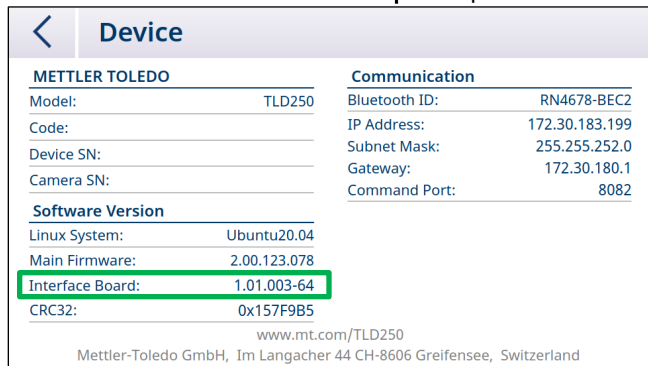 Device
METTLER TOLEDO
Model: TLD250
Code:
Device SN:
Camera SN:
Software Version
Linux System: Ubuntu20.04
Main Firmware: 2.00.123.078
Interface Board: 1.01.003-64
CRC32: 0x157F9B5
Communication
Bluetooth ID: RN4678-BEC2
IP Address: 172.30.183.199
Subnet Mask: 255.255.252.0
Gateway: 172.30.180.1
Command Port: 8082
www.mt.com/TLD250
Mettler-Toledo GmbH, Im Langacher 44 CH-8606 Greifensee, Switzerland